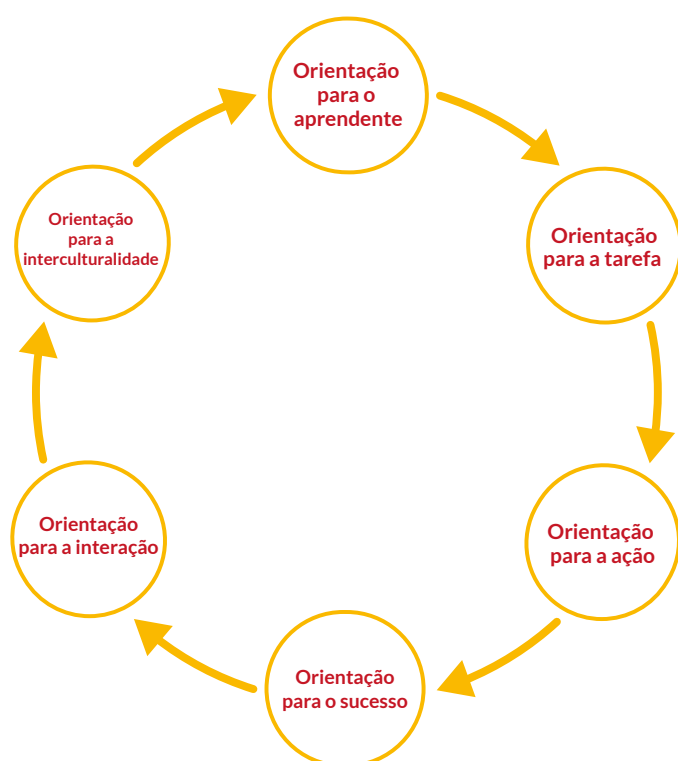 Orientação
para o
aprendente
Orientação
para a tarefa
Orientação
para a ação
Orientação
para o sucesso
Orientação
para a interação
Orientação
para a
interculturalidade